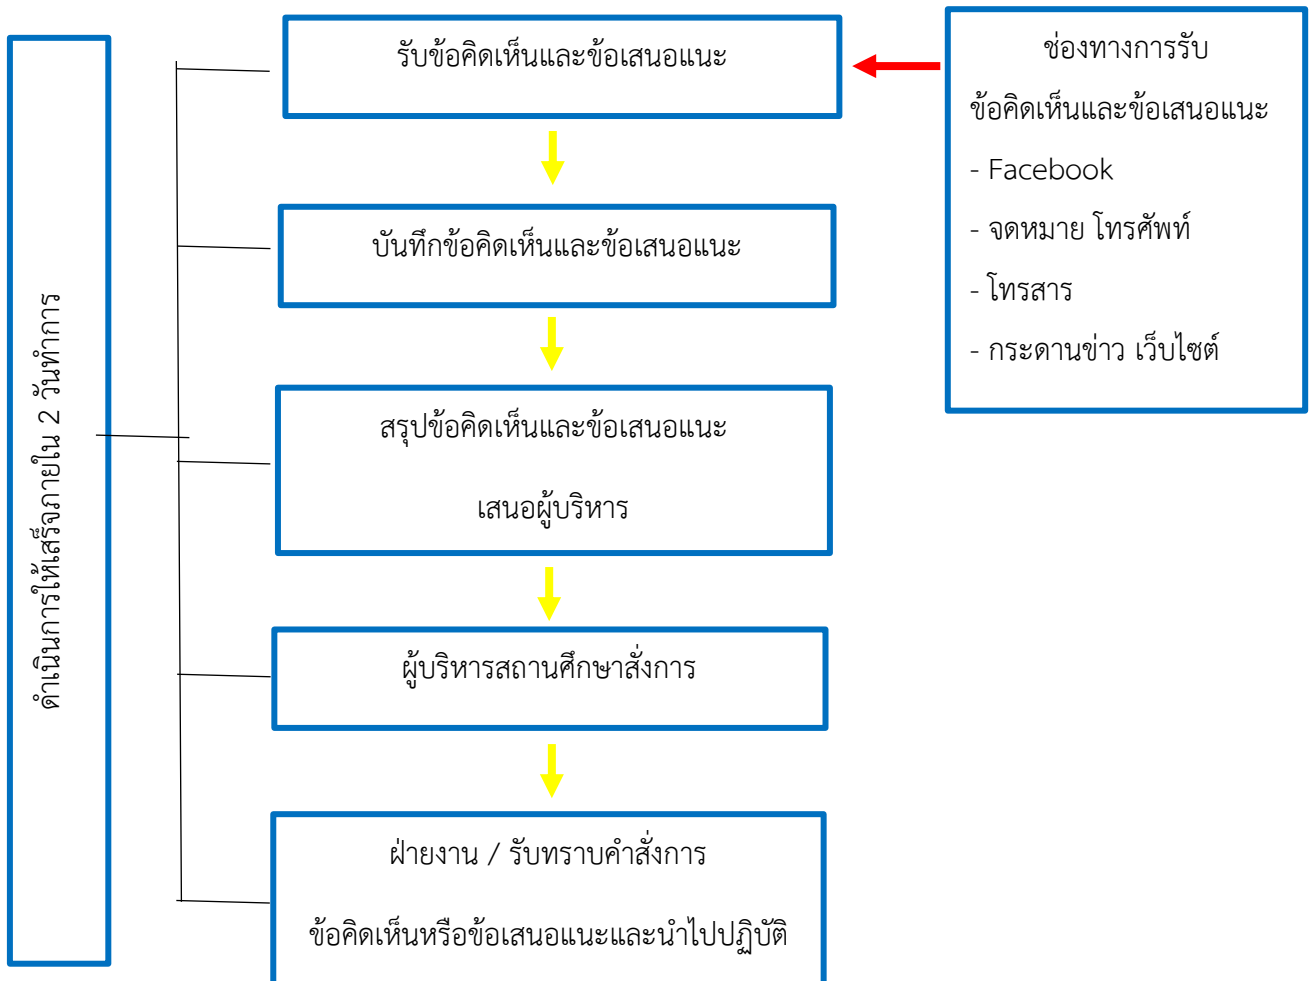 ดำเนินการให้เสร็จภายใน 2 วันทำการ
รับข้อคิดเห็นและข้อเสนอแนะ
บันทึกข้อคิดเห็นและข้อเสนอแนะ
สรุปข้อคิดเห็นและข้อเสนอแนะ
เสนอผู้บริหาร
ผู้บริหารสถานศึกษาสั่งการ
ฝ่ายงาน / รับทราบคำสั่งการ
ข้อคิดเห็นหรือข้อเสนอแนะและนำไปปฏิบัติ
ช่องทางการรับ
ข้อคิดเห็นและข้อเสนอแนะ
- Facebook
- จดหมาย โทรศัพท์
- โทรสาร
- กระดานข่าว เว็บไซต์